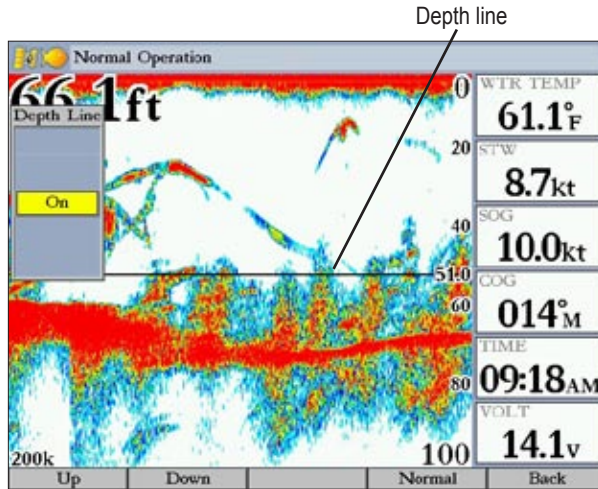 Depth line
Normal Operation
66.1ft
Depth Line
On
0
20
40
51.0
60
80
100
200k
WTR TEMP
61.1°F
STW
8.7kt
SOG
10.0kt
COG
014°M
TIME
09:18AM
VOLT
14.1v
Up
Down
Normal
Back